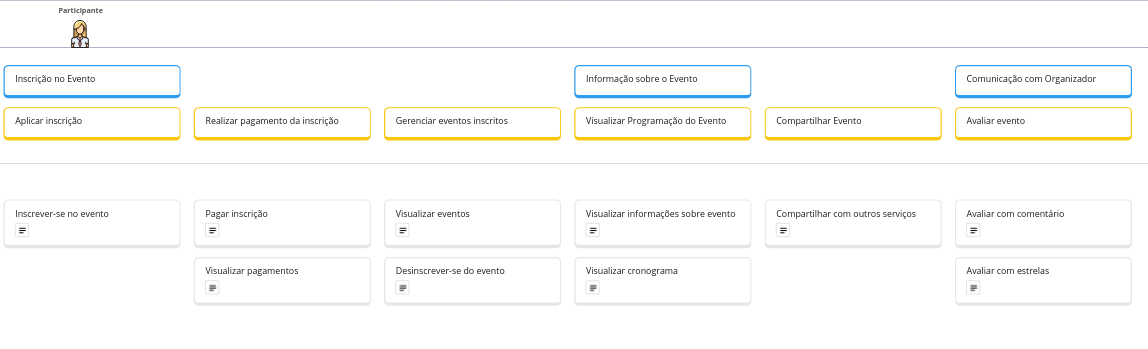 Participante
Inscrição no Evento
Informação sobre o Evento
Comunicação com Organizador
Aplicar inscrição
Realizar pagamento da inscrição
Gerenciar eventos inscritos
Visualizar Programação do Evento
Compartilhar Evento
Avaliar evento
Inscrever-se no evento
Pagar inscrição
Visualizar eventos
Visualizar informações sobre evento
Compartilhar com outros serviços
Avaliar com comentário
Visualizar pagamentos
Desinscrever-se do evento
Visualizar cronograma
Avaliar com estrelas